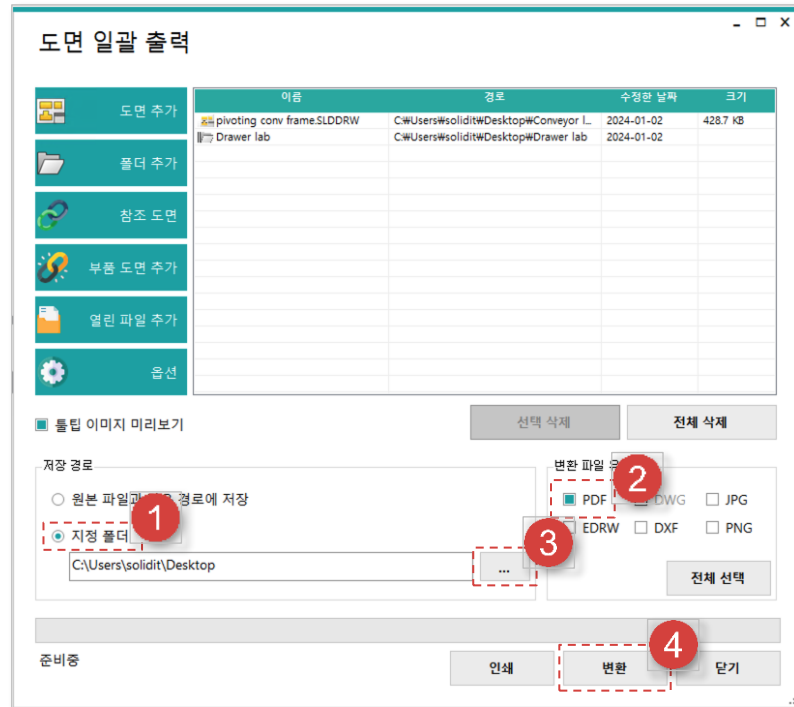 도면 일괄 출력
도면 추가
폴더 추가
참조 도면
부품 도면 추가
열린 파일 추가
옵션
이름 경로 수정한 날짜 크기
pivoting conv frame.SLDDRW C:₩Users₩solidit₩Desktop₩Conveyor l... 2024-01-02 428.7 KB
Drawer lab C:₩Users₩solidit₩Desktop₩Drawer lab 2024-01-02
툴팁 이미지 미리보기
선택 삭제 전체 삭제
저장 경로
원본 파일과 경로에 저장
1
지정 폴더
C:\Users\solidit\Desktop
...
3
변환 파일
2
PDF DWG JPG
EDRW DXF PNG
전체 선택
준비중
4
인쇄 변환 닫기